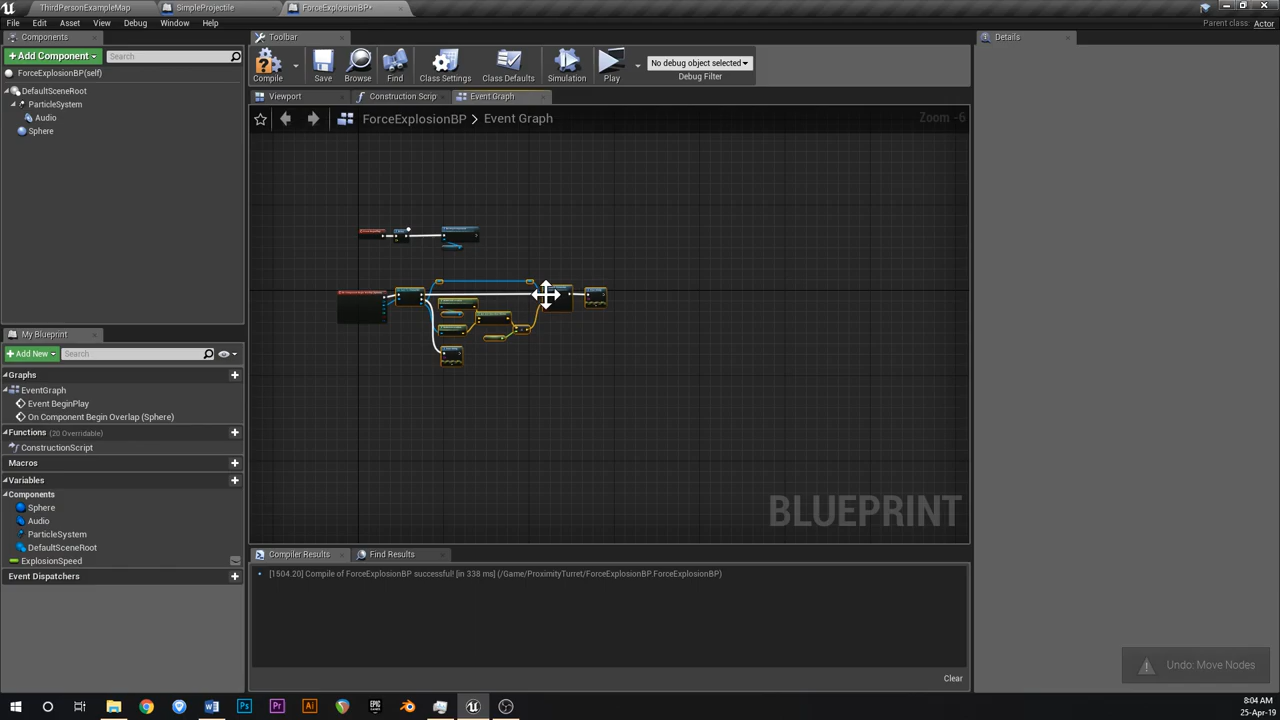 ThirdPersonExampleMap
SimpleProjectile
ForceExplosionBP*
File Edit Asset View Debug Window Help
Parent class: Actor
Components
Toolbar
Details
+ Add Component
Search
ForceExplosionBP(self)
DefaultSceneRoot
ParticleSystem
Audio
Sphere
Compile Save Browse Find Class Settings Class Defaults Simulation Play
No debug object selected
Debug Filter
Viewport
Construction Scrip
Event Graph
ForceExplosionBP > Event Graph
Zoom -6
BLUEPRINT
My Blueprint
+ Add New
Search
Graphs
EventGraph
Event BeginPlay
On Component Begin Overlap (Sphere)
Functions (20 Overridable)
ConstructionScript
Macros
Variables
Components
Sphere
Audio
ParticleSystem
DefaultSceneRoot
ExplosionSpeed
Event Dispatchers
Compiler Results
Find Results
[1504.20] Compile of ForceExplosionBP successful! [in 338 ms] (/Game/ProximityTurret/ForceExplosionBP.ForceExplosionBP)
Clear
Undo: Move Nodes
8:04 AM
25-Apr-19